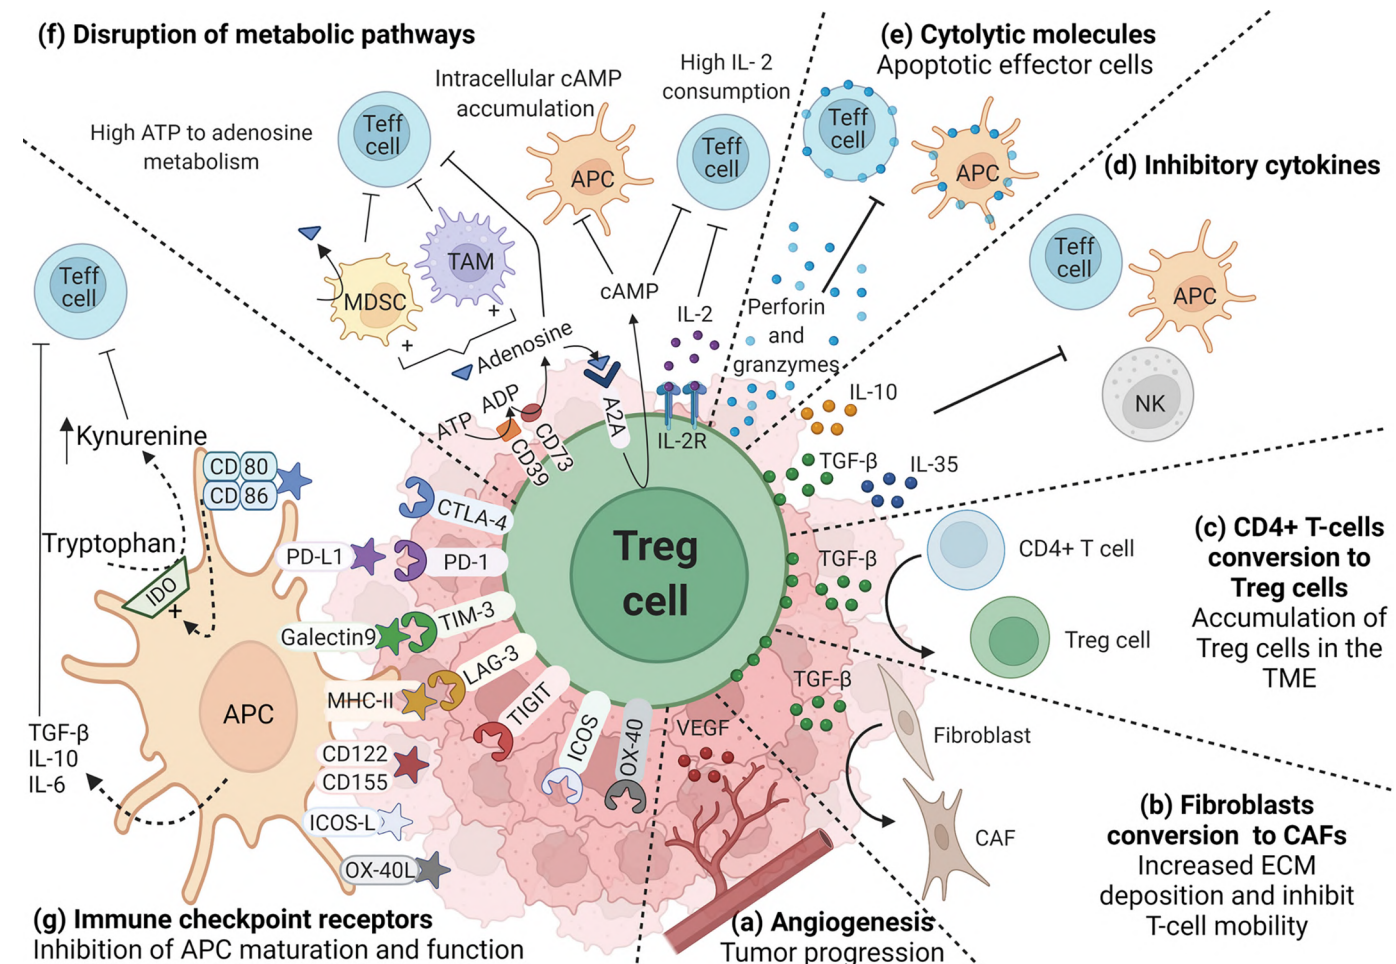 (f) Disruption of metabolic pathways
High ATP to adenosine
metabolism
Teff
cell
Intracellular cAMP
accumulation
APC
High IL- 2
consumption
Teff
cell
MDSC
TAM
+
+
cAMP
IL-2
Adenosine
ATP
ADP
CD39
CD73
A2A
IL-2R
(e) Cytolytic molecules
Apoptotic effector cells
Teff
cell
APC
Perforin
and
granzymes
(d) Inhibitory cytokines
Teff
cell
APC
NK
IL-10
TGF-β
IL-35
(c) CD4+ T-cells
conversion to
Treg cells
Accumulation of
Treg cells in the
TME
CD4+ T cell
Treg cell
TGF-β
(b) Fibroblasts
conversion to CAFs
Increased ECM
deposition and inhibit
T-cell mobility
TGF-β
Fibroblast
CAF
(a) Angiogenesis
Tumor progression
VEGF
Treg
cell
Teff
cell
Kynurenine
Tryptophan
IDO
+
CD 80
CD 86
CTLA-4
PD-L1
PD-1
Galectin9
TIM-3
MHC-II
LAG-3
CD122
CD155
TIGIT
ICOS-L
ICOS
OX-40L
OX-40
APC
TGF-β
IL-10
IL-6
(g) Immune checkpoint receptors
Inhibition of APC maturation and function